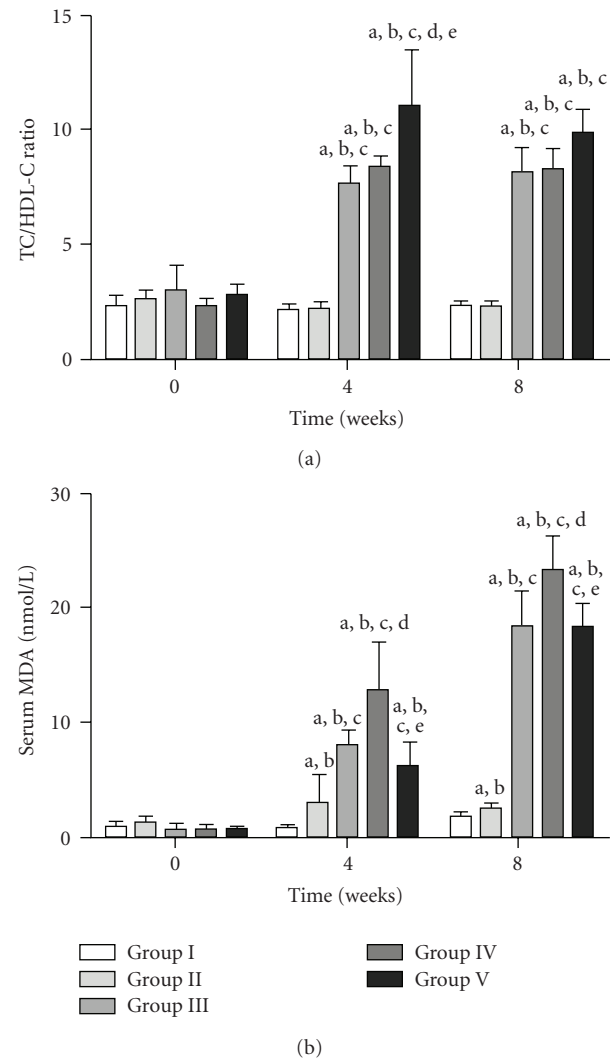 15
10
5
0
TC/HDL-C ratio
a, b, c, d, e
a, b, c
a, b, c
a, b, c
a, b, c
a, b, c
0
4
8
Time (weeks)
(a)
30
20
10
0
Serum MDA (nmol/L)
a, b
a, b, c
a, b, c, d
a, b,
c, e
a, b
a, b, c
a, b, c, d
a, b,
c, e
0
4
8
Time (weeks)
Group I
Group II
Group III
Group IV
Group V
(b)